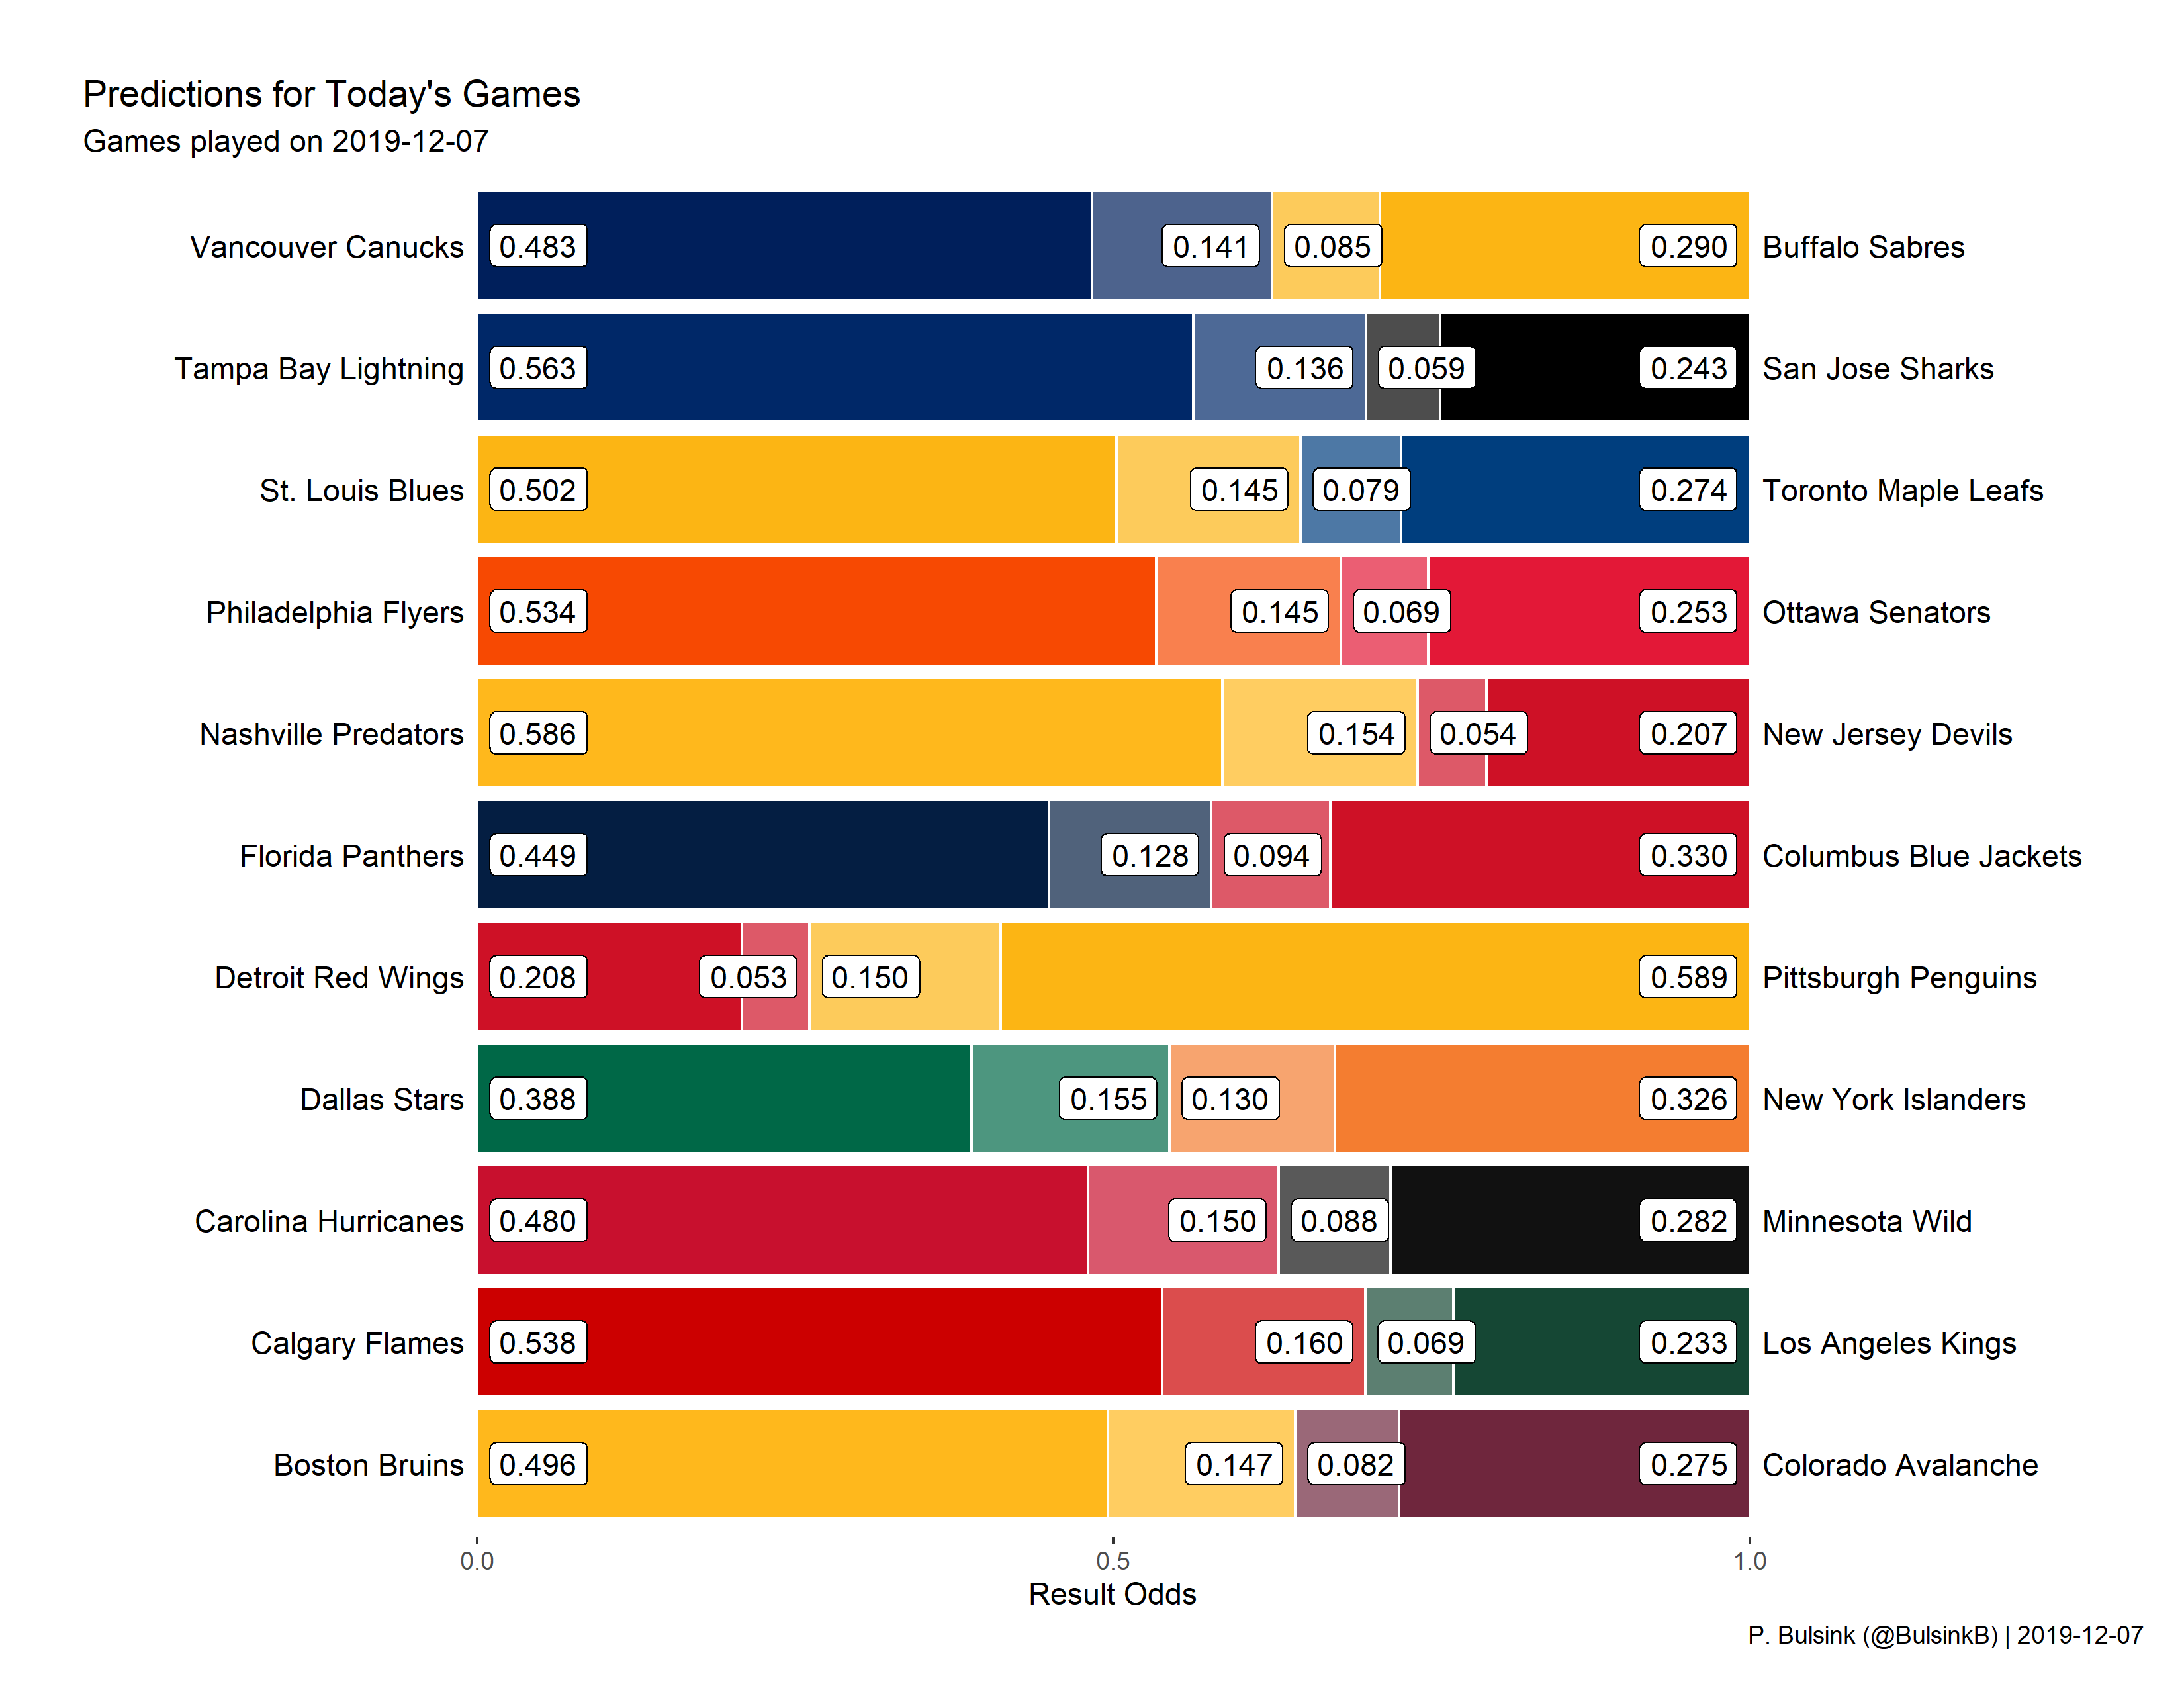 Predictions for Today's Games
Games played on 2019-12-07
Vancouver Canucks 0.483 0.141 0.085 0.290 Buffalo Sabres
Tampa Bay Lightning 0.563 0.136 0.059 0.243 San Jose Sharks
St. Louis Blues 0.502 0.145 0.079 0.274 Toronto Maple Leafs
Philadelphia Flyers 0.534 0.145 0.069 0.253 Ottawa Senators
Nashville Predators 0.586 0.154 0.054 0.207 New Jersey Devils
Florida Panthers 0.449 0.128 0.094 0.330 Columbus Blue Jackets
Detroit Red Wings 0.208 0.053 0.150 0.589 Pittsburgh Penguins
Dallas Stars 0.388 0.155 0.130 0.326 New York Islanders
Carolina Hurricanes 0.480 0.150 0.088 0.282 Minnesota Wild
Calgary Flames 0.538 0.160 0.069 0.233 Los Angeles Kings
Boston Bruins 0.496 0.147 0.082 0.275 Colorado Avalanche
0.0 0.5 1.0
Result Odds
P. Bulsink (@BulsinkB) | 2019-12-07